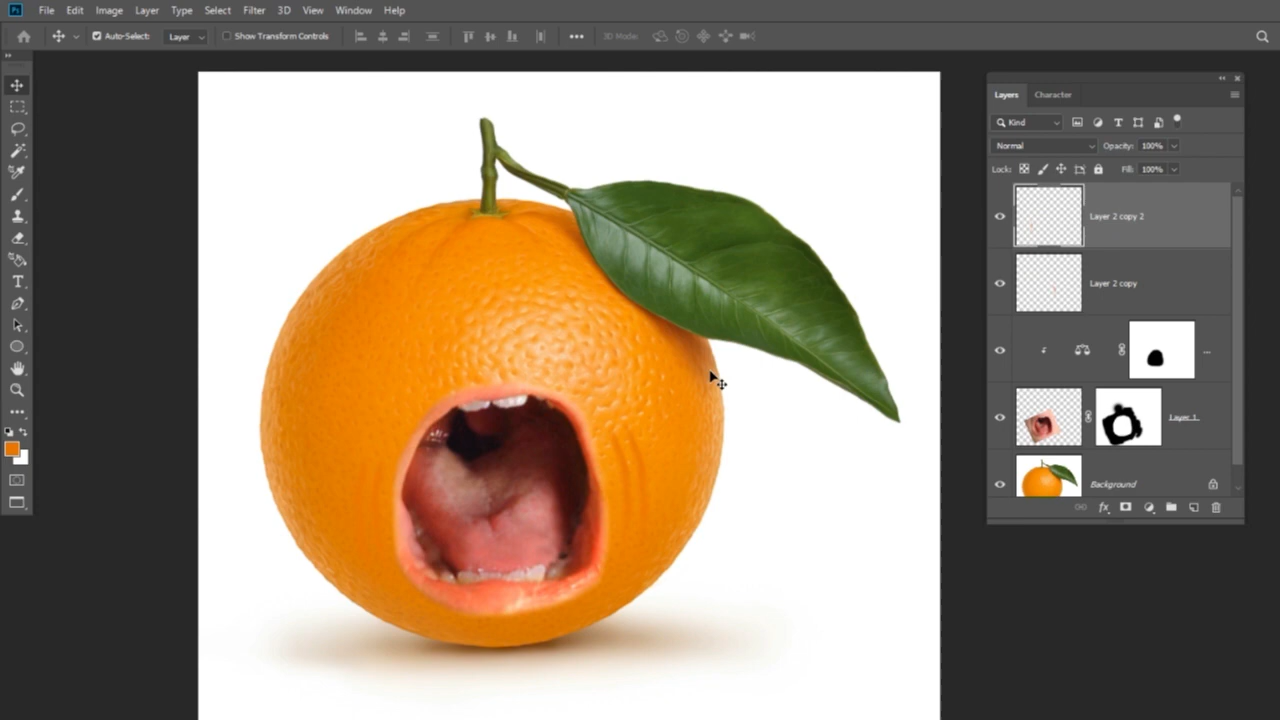 Ps File Edit Image Layer Type Select Filter 3D View Window Help
Auto-Select: Layer Show Transform Controls 3D Mode:
Layers Character
Kind
Normal Opacity: 100%
Lock: Fill: 100%
Layer 2 copy 2
Layer 2 copy
...
Layer 1
Background
fx